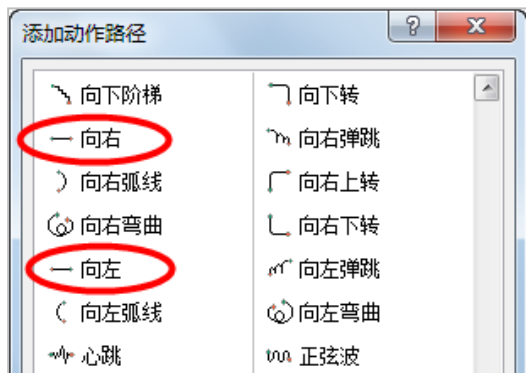 添加动作路径
向下阶梯 向下转
向右 向右弹跳
向右弧线 向右上转
向右弯曲 向右下转
向左 向左弹跳
向左弧线 向左弯曲
心跳 正弦波